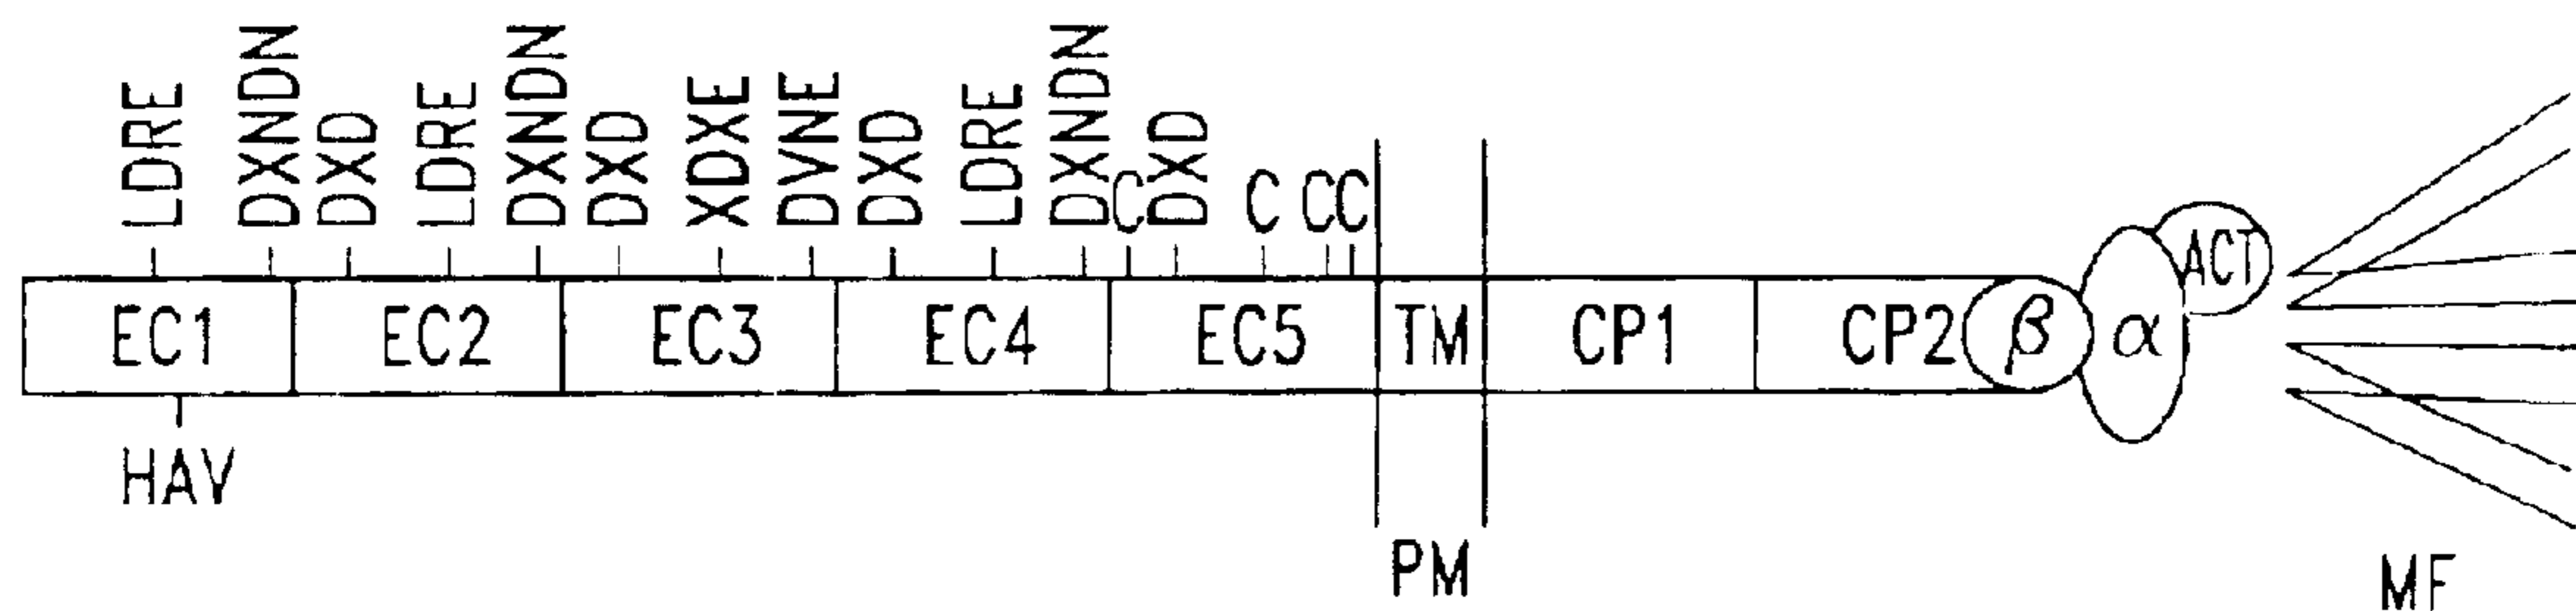 LDRE DXNDN DXD LDRE DXNDN DXD XDXE DVNE DXD LDRE DXNDN C DXD C C C
ACT
EC1 EC2 EC3 EC4 EC5 TM CP1 CP2 β α
HAV
PM
MF